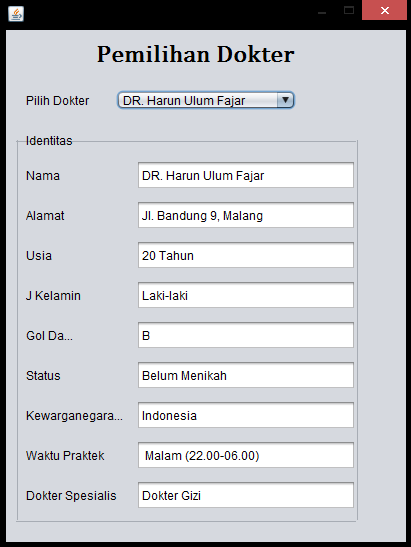 Pemilihan Dokter
Pilih Dokter DR. Harun Ulum Fajar
Identitas
Nama DR. Harun Ulum Fajar
Alamat Jl. Bandung 9, Malang
Usia 20 Tahun
J Kelamin Laki-laki
Gol Da... B
Status Belum Menikah
Kewarganegara... Indonesia
Waktu Praktek Malam (22.00-06.00)
Dokter Spesialis Dokter Gizi